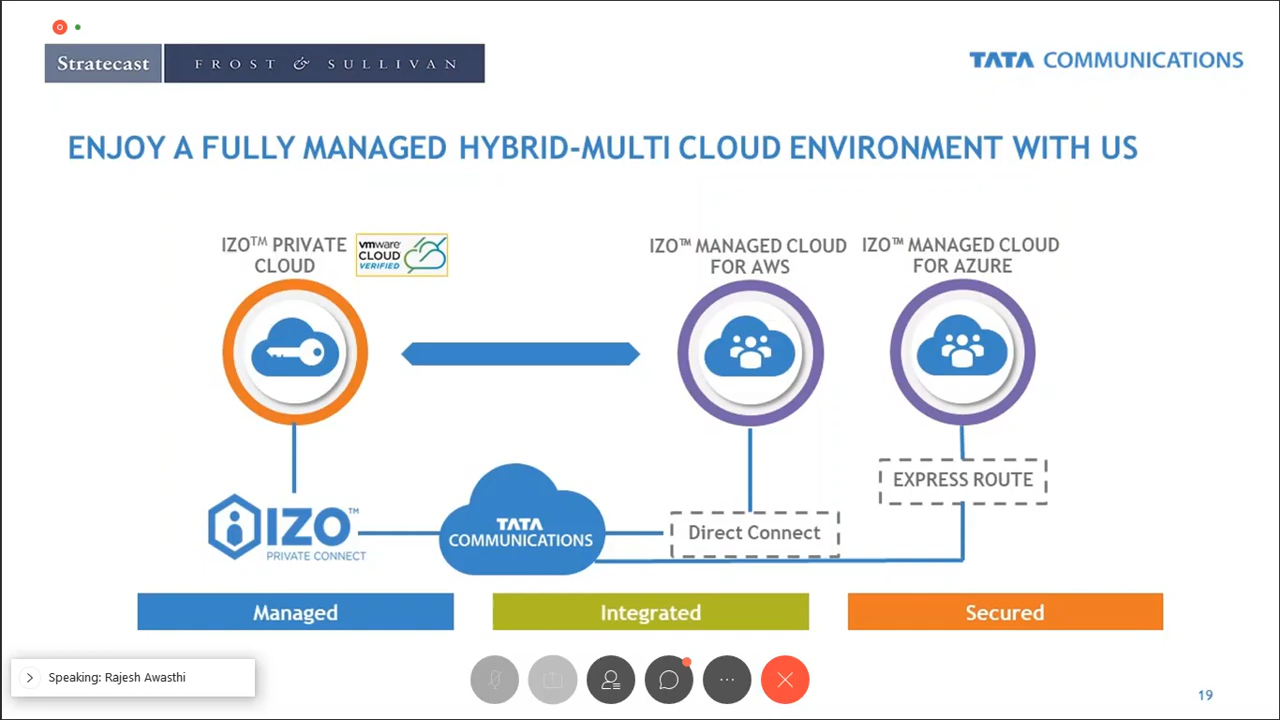 Stratecast FROST & SULLIVAN
TATA COMMUNICATIONS
ENJOY A FULLY MANAGED HYBRID-MULTI CLOUD ENVIRONMENT WITH US
IZO™ PRIVATE
CLOUD
vmware®
CLOUD
VERIFIED
IZO™ MANAGED CLOUD
FOR AWS
IZO™ MANAGED CLOUD
FOR AZURE
EXPRESS ROUTE
IZO™
PRIVATE CONNECT
TATA
COMMUNICATIONS
Direct Connect
Managed
Integrated
Secured
Speaking: Rajesh Awasthi
19